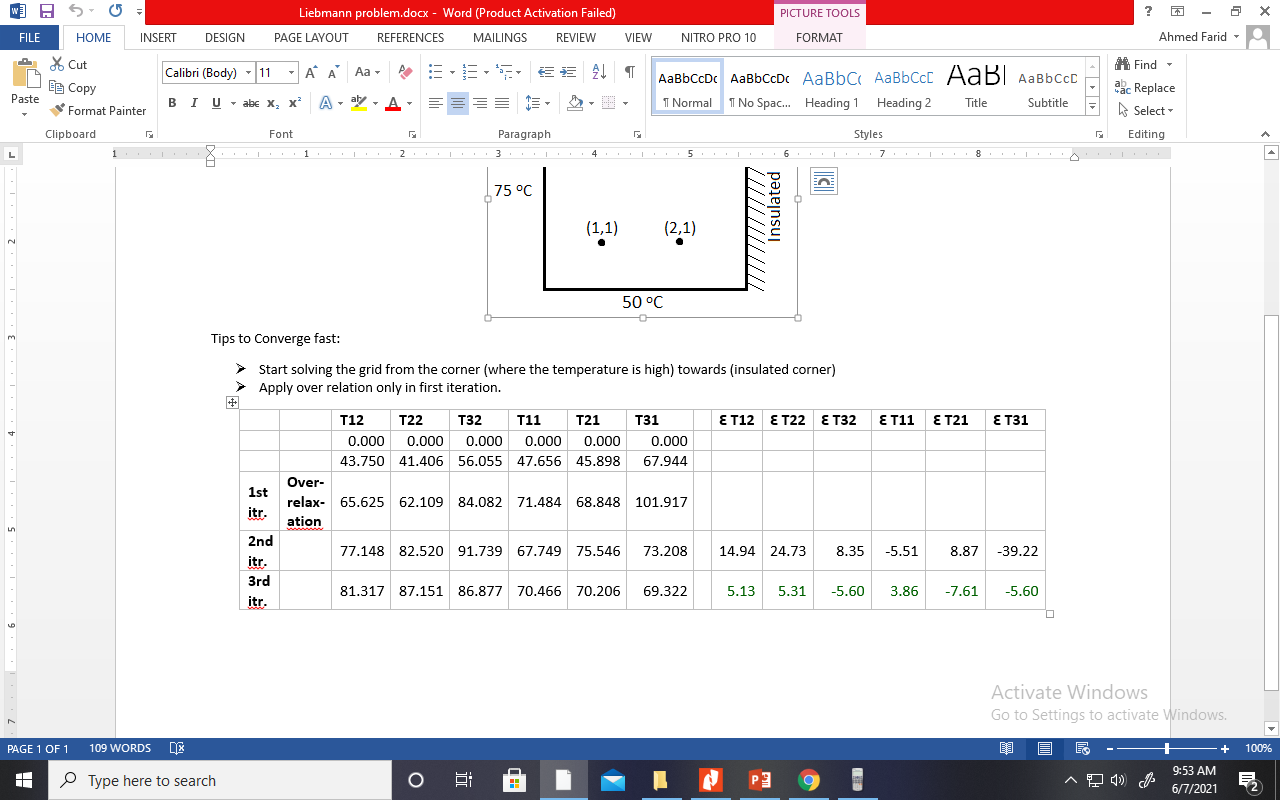 Liebmann problem.docx - Word (Product Activation Failed)
PICTURE TOOLS
?
FILE HOME INSERT DESIGN PAGE LAYOUT REFERENCES MAILINGS REVIEW VIEW NITRO PRO 10 FORMAT Ahmed Farid
Paste
Cut
Copy
Format Painter
Clipboard
Calibri (Body) 11
Font
Paragraph
AaBbCcDc AaBbCcDc AaBbCc AaBbCcD AaB AaBbCcD
¶ Normal ¶ No Spac... Heading 1 Heading 2 Title Subtitle
Styles
Find
Replace
Select
Editing
1 1 2 3 4 5 6 7 8
75 °C
Insulated
(1,1) (2,1)
50 °C
Tips to Converge fast:
Start solving the grid from the corner (where the temperature is high) towards (insulated corner)
Apply over relation only in first iteration.
T12 T22 T32 T11 T21 T31 Ɛ T12 Ɛ T22 Ɛ T32 Ɛ T11 Ɛ T21 Ɛ T31
0.000 0.000 0.000 0.000 0.000 0.000
43.750 41.406 56.055 47.656 45.898 67.944
1st itr. Over-relax-ation 65.625 62.109 84.082 71.484 68.848 101.917
2nd itr. 77.148 82.520 91.739 67.749 75.546 73.208 14.94 24.73 8.35 -5.51 8.87 -39.22
3rd itr. 81.317 87.151 86.877 70.466 70.206 69.322 5.13 5.31 -5.60 3.86 -7.61 -5.60
Activate Windows
Go to Settings to activate Windows.
PAGE 1 OF 1 109 WORDS 100%
Type here to search
9:53 AM
6/7/2021
2